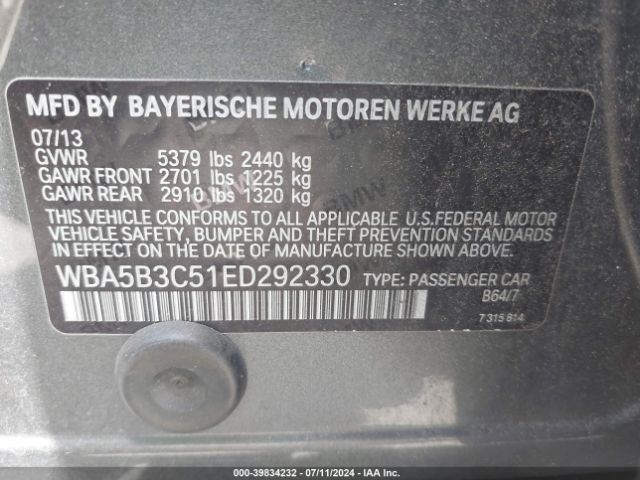 MFD BY BAYERISCHE MOTOREN WERKE AG
07/13
GVWR 5379 lbs 2440 kg
GAWR FRONT 2701 lbs 1225 kg
GAWR REAR 2910 lbs 1320 kg
THIS VEHICLE CONFORMS TO ALL APPLICABLE U.S.FEDERAL MOTOR
VEHICLE SAFETY, BUMPER AND THEFT PREVENTION STANDARDS
IN EFFECT ON THE DATE OF MANUFACTURE SHOWN ABOVE.
WBA5B3C51ED292330 TYPE: PASSENGER CAR
B64/7
7 315 814
000-39834232 - 07/11/2024 - IAA Inc.